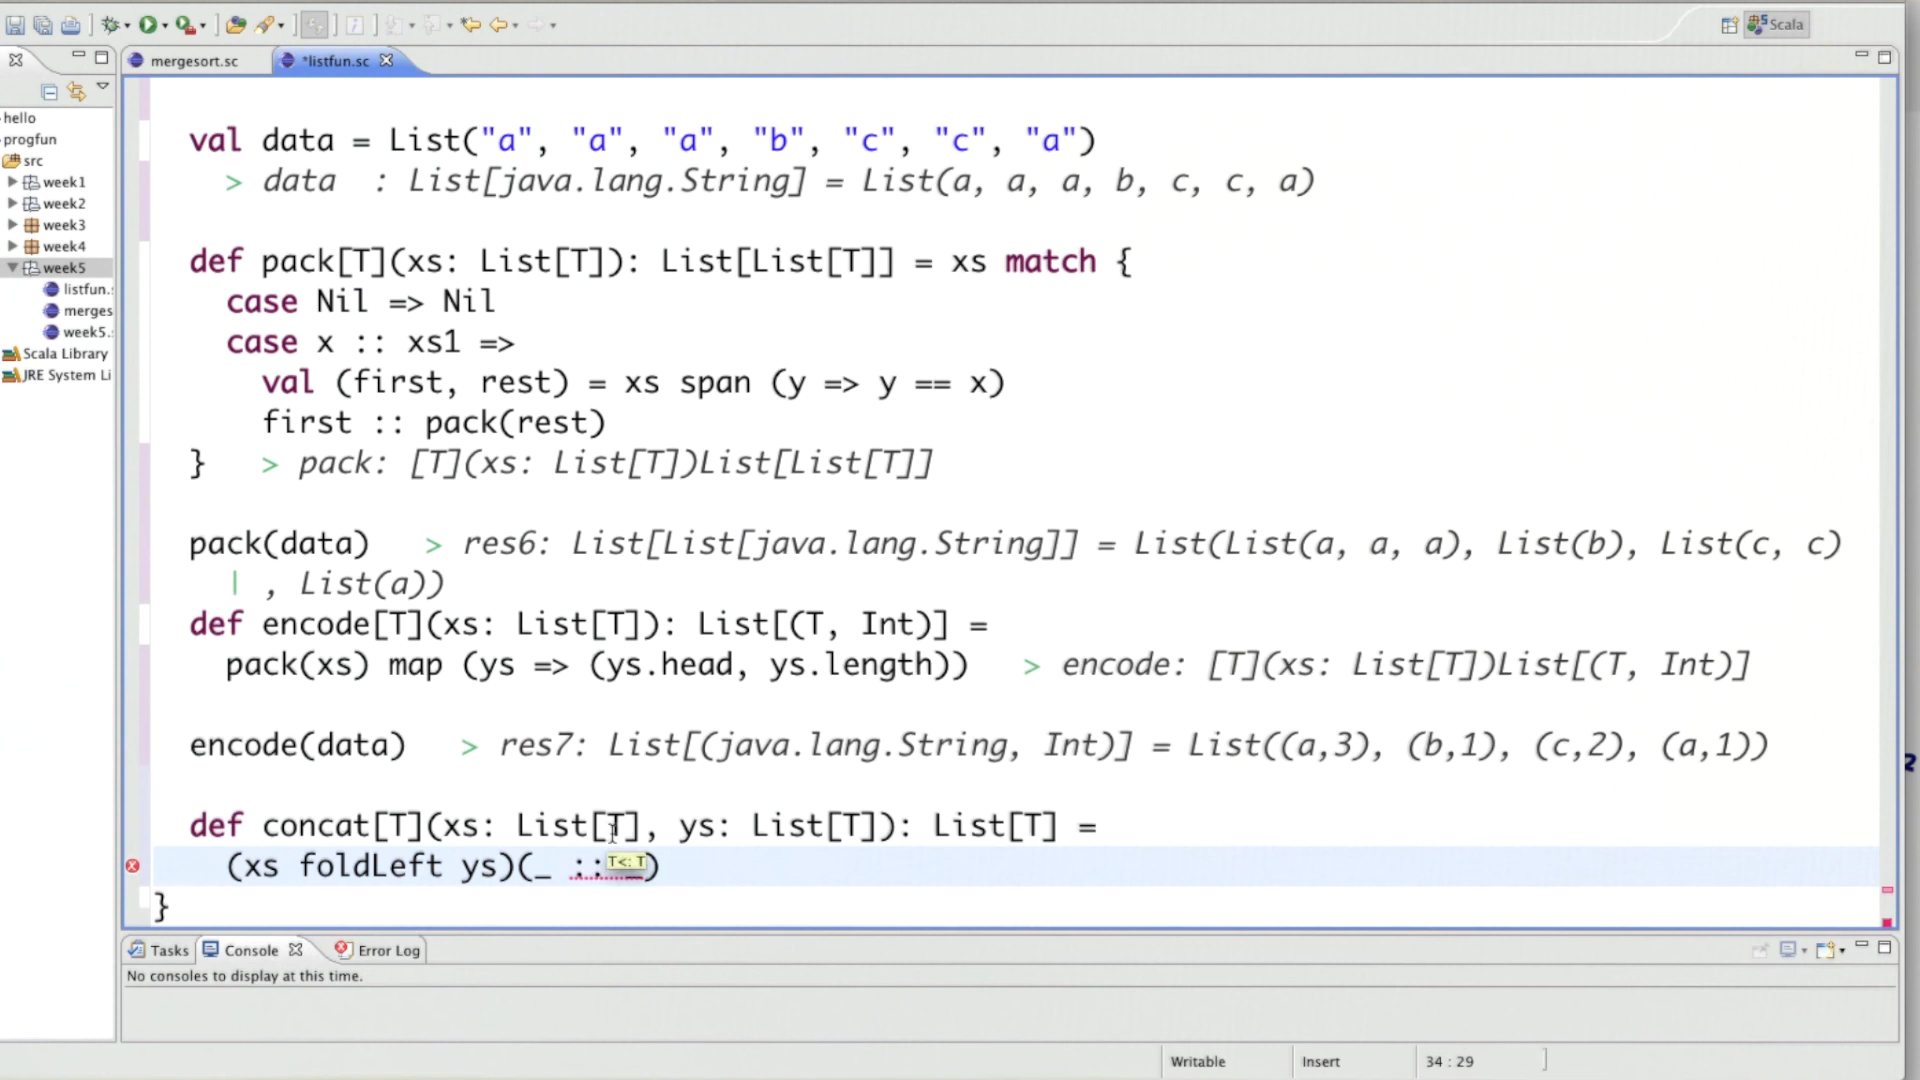 Scala
mergesort.sc
*listfun.sc
hello
progfun
src
week1
week2
week3
week4
week5
listfun.
merges
week5.
Scala Library
JRE System Li
val data = List("a", "a", "a", "b", "c", "c", "a")
> data  : List[java.lang.String] = List(a, a, a, b, c, c, a)
def pack[T](xs: List[T]): List[List[T]] = xs match {
case Nil => Nil
case x :: xs1 =>
val (first, rest) = xs span (y => y == x)
first :: pack(rest)
}   > pack: [T](xs: List[T])List[List[T]]
pack(data)   > res6: List[List[java.lang.String]] = List(List(a, a, a), List(b), List(c, c)
| , List(a))
def encode[T](xs: List[T]): List[(T, Int)] =
pack(xs) map (ys => (ys.head, ys.length))   > encode: [T](xs: List[T])List[(T, Int)]
encode(data)   > res7: List[(java.lang.String, Int)] = List((a,3), (b,1), (c,2), (a,1))
def concat[T](xs: List[T], ys: List[T]): List[T] =
(xs foldLeft ys)(_ :: _)
T<: T
}
Tasks
Console
Error Log
No consoles to display at this time.
Writable
Insert
34 : 29